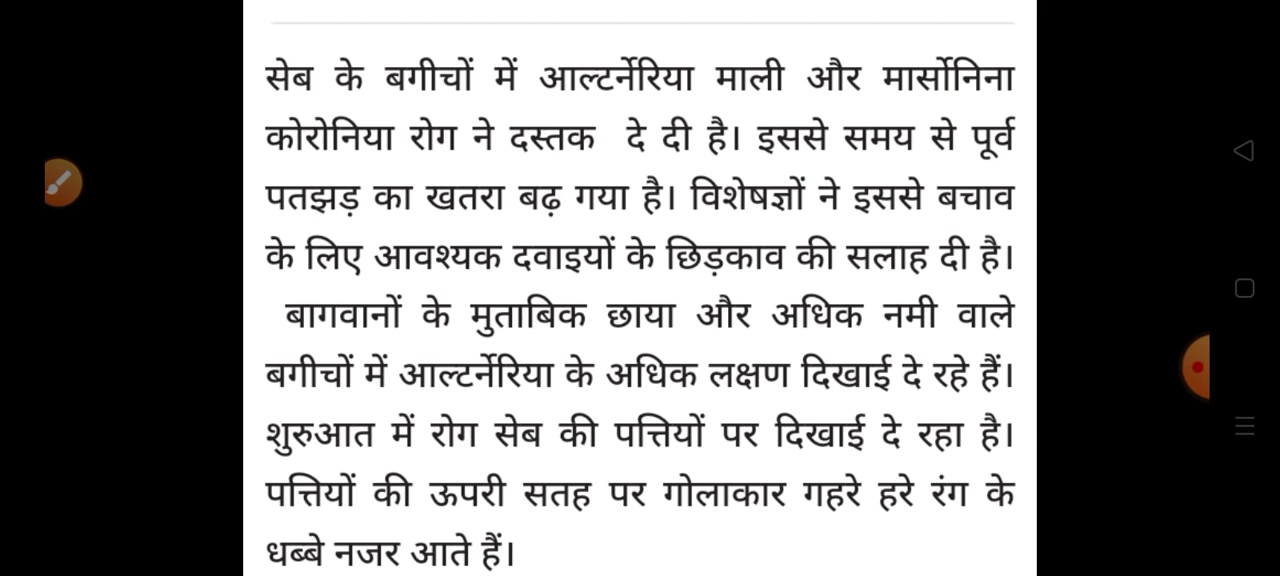 सेब के बगीचों में आल्टर्नेरिया माली और मार्सोनिना
कोरोनिया रोग ने दस्तक दे दी है। इससे समय से पूर्व
पतझड़ का खतरा बढ़ गया है। विशेषज्ञों ने इससे बचाव
के लिए आवश्यक दवाइयों के छिड़काव की सलाह दी है।
बागवानों के मुताबिक छाया और अधिक नमी वाले
बगीचों में आल्टर्नेरिया के अधिक लक्षण दिखाई दे रहे हैं।
शुरुआत में रोग सेब की पत्तियों पर दिखाई दे रहा है।
पत्तियों की ऊपरी सतह पर गोलाकार गहरे हरे रंग के
धब्बे नजर आते हैं।